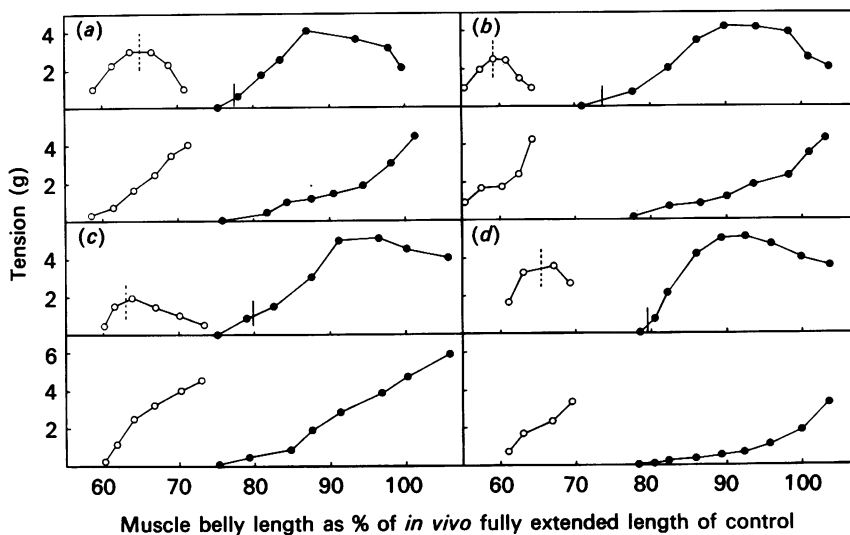 (a)
(b)
4
2
4
2
Tension (g)
(c)
(d)
4
2
6
4
2
60 70 80 90 100 60 70 80 90 100
Muscle belly length as % of in vivo fully extended length of control